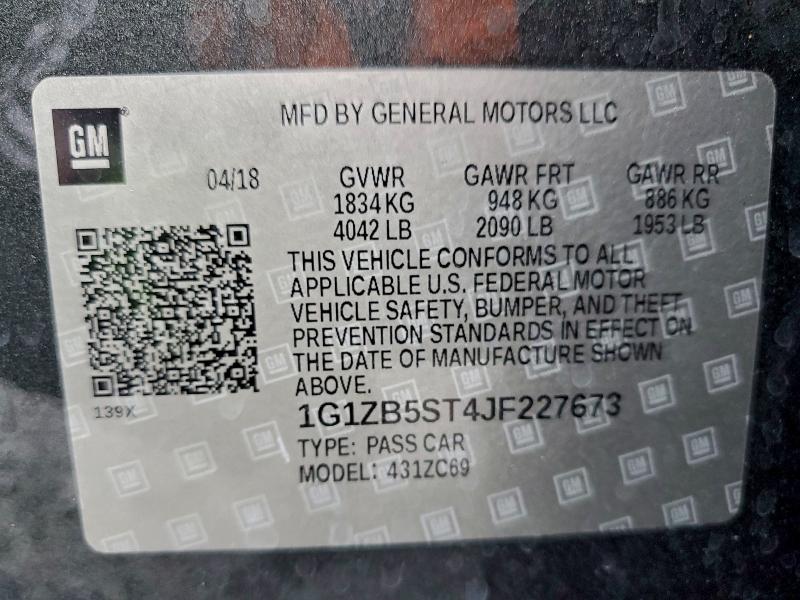 MFD BY GENERAL MOTORS LLC
GM
04/18 GVWR GAWR FRT GAWR RR
1834 KG 948 KG 886 KG
4042 LB 2090 LB 1953 LB
THIS VEHICLE CONFORMS TO ALL
APPLICABLE U.S. FEDERAL MOTOR
VEHICLE SAFETY, BUMPER, AND THEFT
PREVENTION STANDARDS IN EFFECT ON
THE DATE OF MANUFACTURE SHOWN
ABOVE.
139X
1G1ZB5ST4JF227673
TYPE: PASS CAR
MODEL: 431ZC69